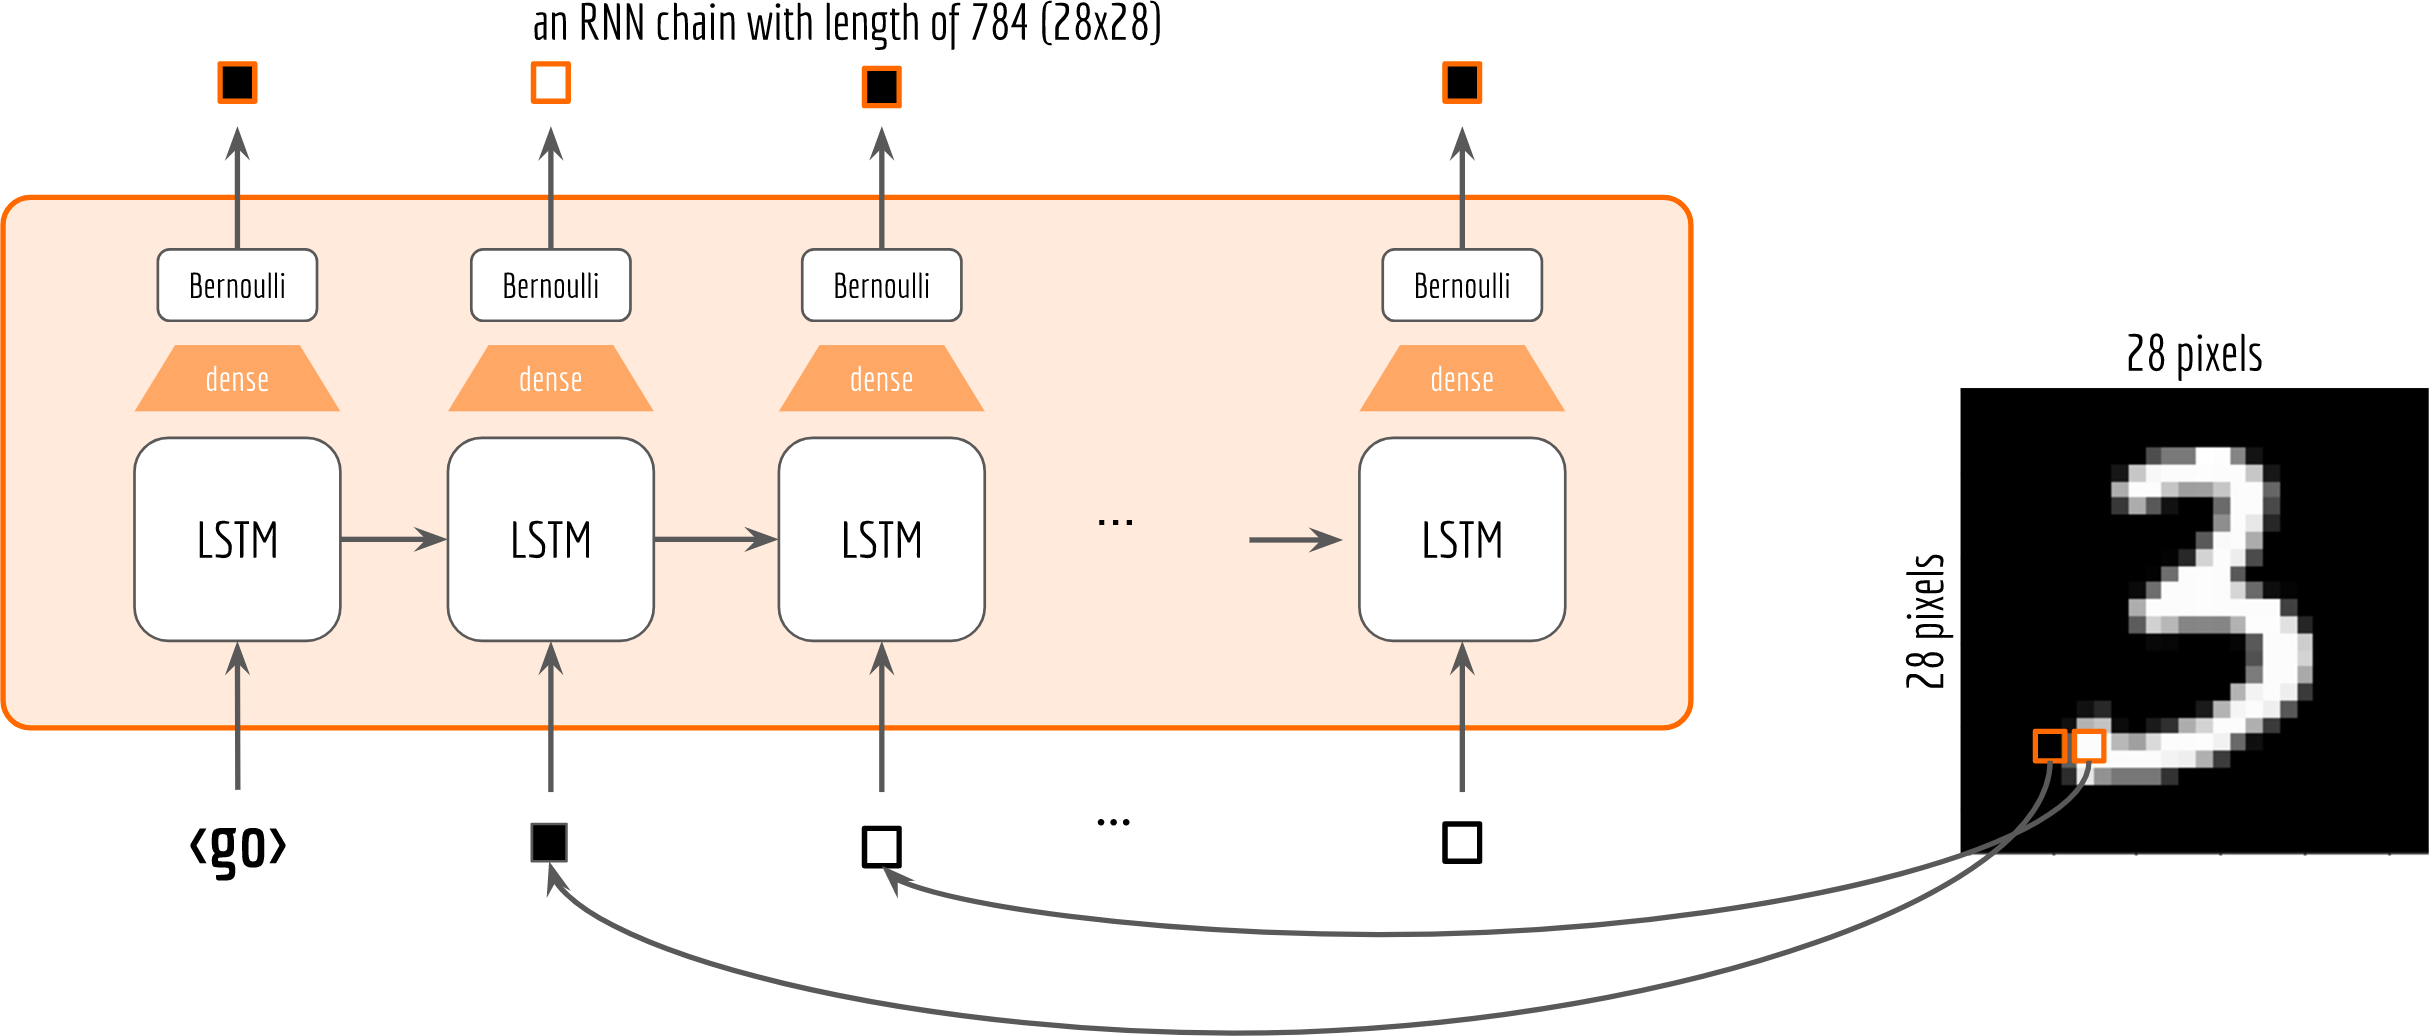 an RNN chain with length of 784 (28x28)
Bernoulli Bernoulli Bernoulli Bernoulli
dense dense dense dense
LSTM LSTM LSTM ... LSTM
<go> ...
28 pixels
28 pixels